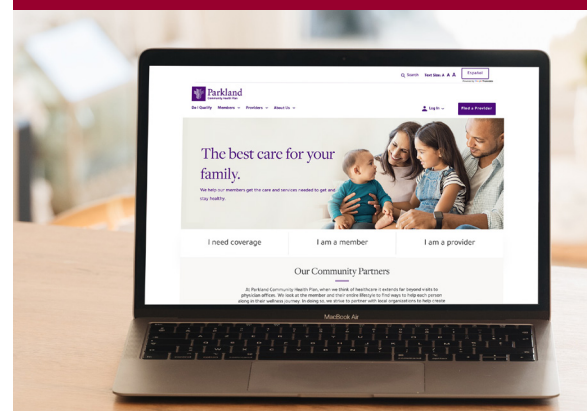 Search Text Size: A A A Español
Parkland
Community Health Plan
Do I Qualify Members Providers About Us Log In Find a Provider
The best care for your
family.
We help our members get the care and services needed to get and
stay healthy.
I need coverage I am a member I am a provider
Our Community Partners
At Parkland Community Health Plan, when we think of healthcare it extends far beyond visits to
physician offices. We look at the member and their entire lifestyle to find ways to help each person
along in their wellness journey. In doing so, we strive to partner with local organizations to help create
MacBook Air